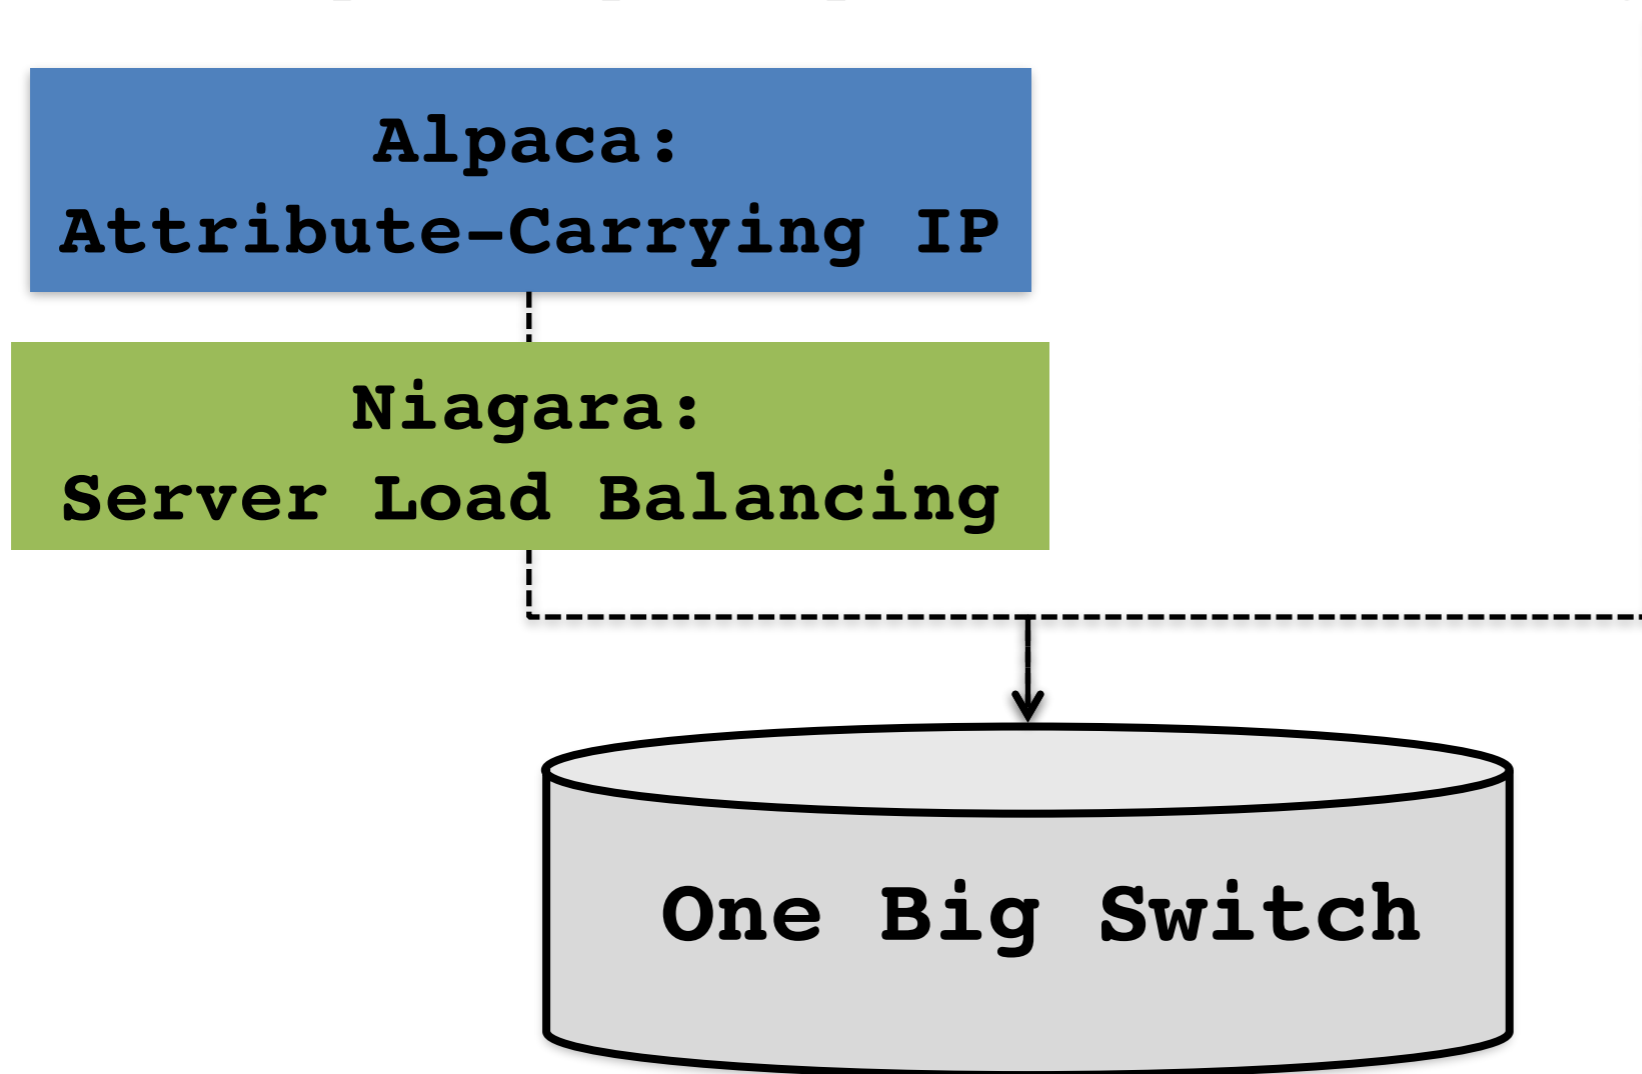 Alpaca:
Attribute-Carrying IP
Niagara:
Server Load Balancing
One Big Switch